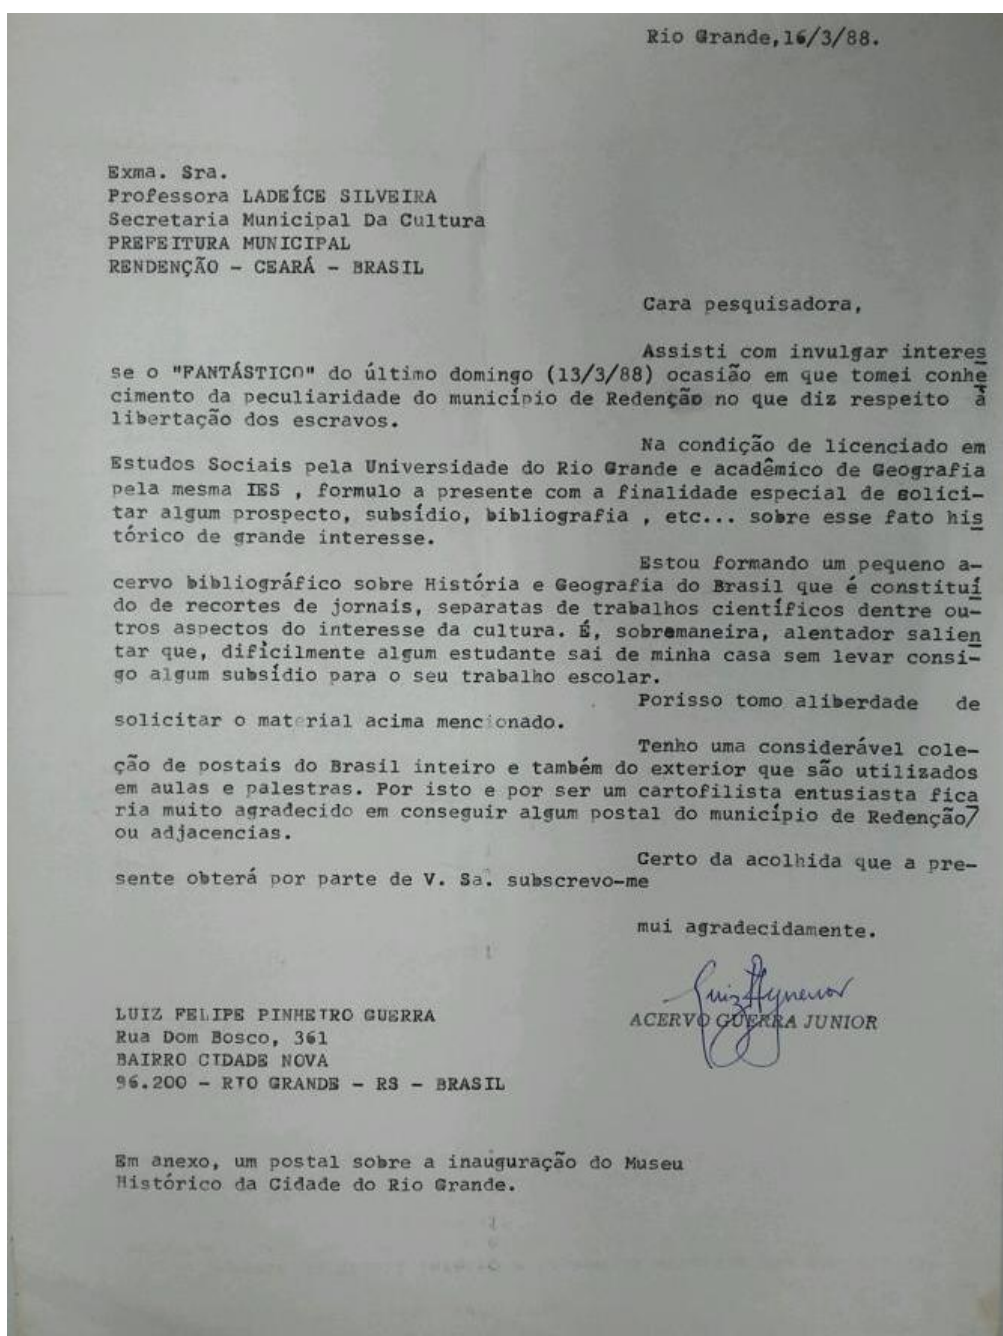 Rio Grande,16/3/88.
Exma. Sra.
Professora LADEÍCE SILVEIRA
Secretaria Municipal Da Cultura
PREFEITURA MUNICIPAL
RENDENÇÃO - CEARÁ - BRASIL
Cara pesquisadora,
Assisti com invulgar interes
se o "FANTÁSTICO" do último domingo (13/3/88) ocasião em que tomei conhe
cimento da peculiaridade do município de Redenção no que diz respeito à
libertação dos escravos.
Na condição de licenciado em
Estudos Sociais pela Universidade do Rio Grande e acadêmico de Geografia
pela mesma IES , formulo a presente com a finalidade especial de solici-
tar algum prospecto, subsídio, bibliografia , etc... sobre esse fato his
tórico de grande interesse.
Estou formando um pequeno a-
cervo bibliográfico sobre História e Geografia do Brasil que é constituí
do de recortes de jornais, separatas de trabalhos científicos dentre ou-
tros aspectos do interesse da cultura. É, sobremaneira, alentador salien
tar que, dificilmente algum estudante sai de minha casa sem levar consi-
go algum subsídio para o seu trabalho escolar.
Porisso tomo aliberdade de
solicitar o material acima mencionado.
Tenho uma considerável cole-
ção de postais do Brasil inteiro e também do exterior que são utilizados
em aulas e palestras. Por isto e por ser um cartofilista entusiasta fica
ria muito agradecido em conseguir algum postal do município de Redenção/
ou adjacencias.
Certo da acolhida que a pre-
sente obterá por parte de V. Sa. subscrevo-me
mui agradecidamente.
ACERVO GUERRA JUNIOR
LUIZ FELIPE PINHEIRO GUERRA
Rua Dom Bosco, 361
BAIRRO CIDADE NOVA
96.200 - RIO GRANDE - RS - BRASIL
Em anexo, um postal sobre a inauguração do Museu
Histórico da Cidade do Rio Grande.